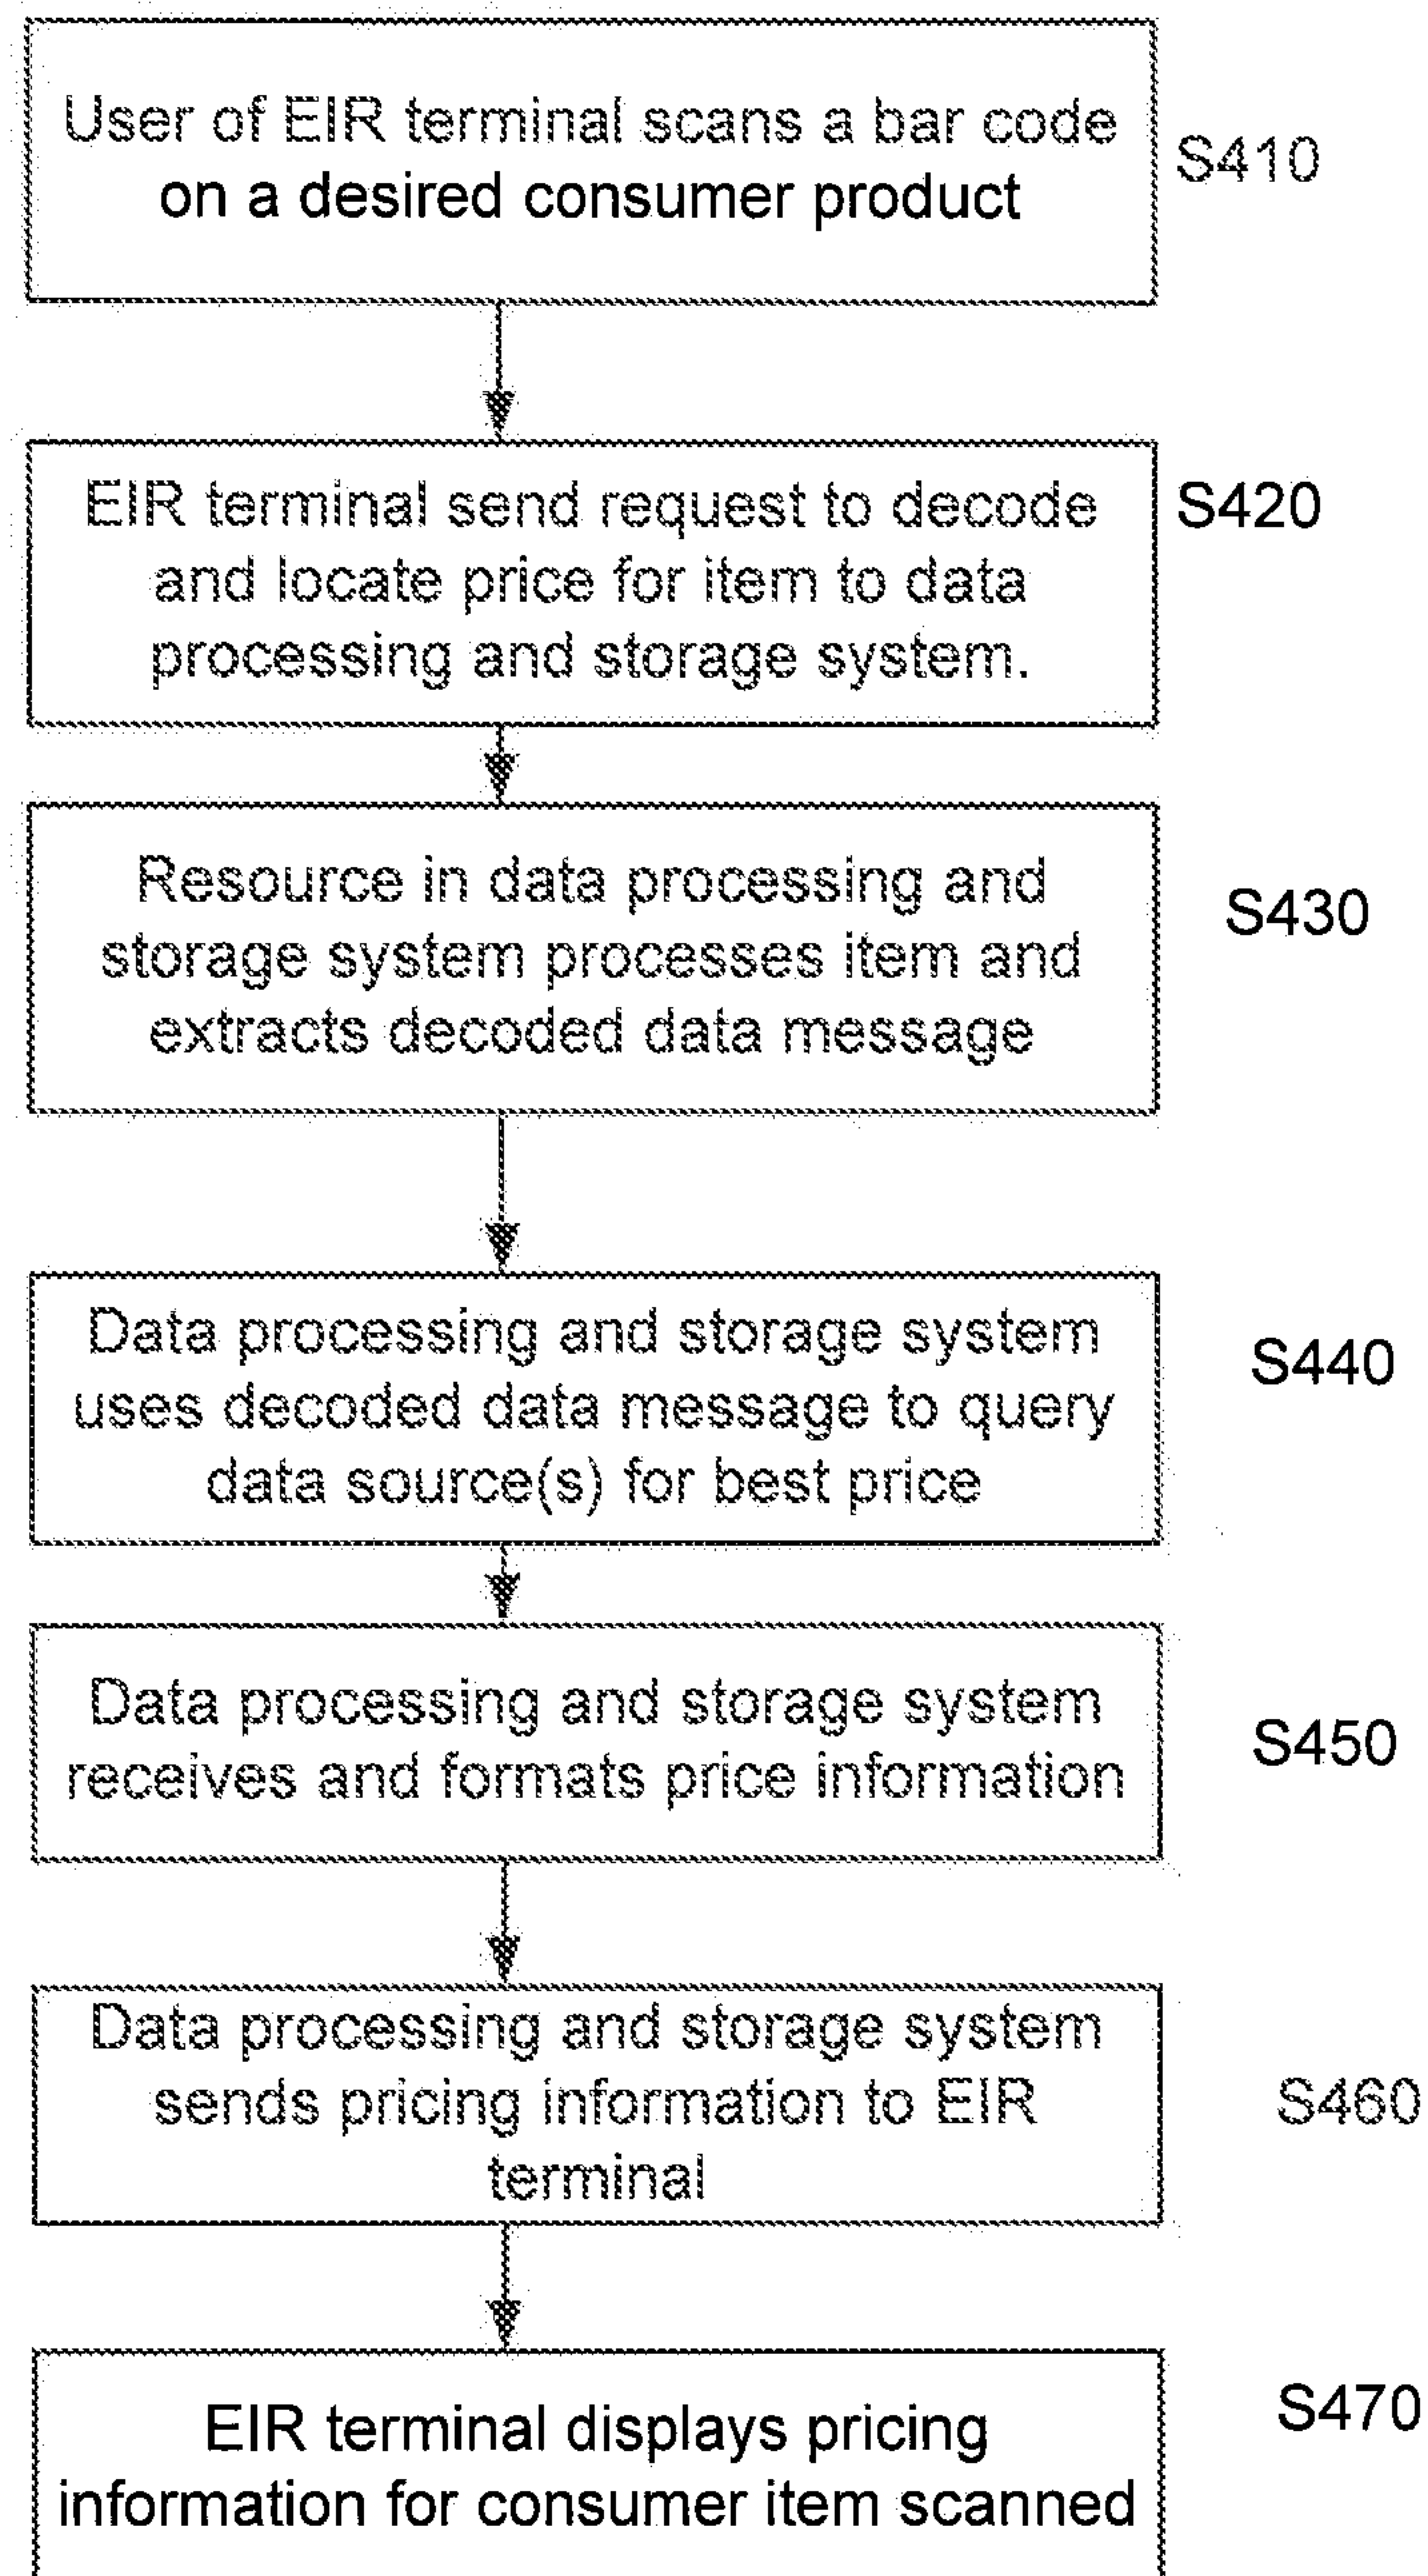 User of EIR terminal scans a bar code
on a desired consumer product
S410
EIR terminal send request to decode
and locate price for item to data
processing and storage system.
S420
Resource in data processing and
storage system processes item and
extracts decoded data message
S430
Data processing and storage system
uses decoded data message to query
data source(s) for best price
S440
Data processing and storage system
receives and formats price information
S450
Data processing and storage system
sends pricing information to EIR
terminal
S460
EIR terminal displays pricing
information for consumer item scanned
S470